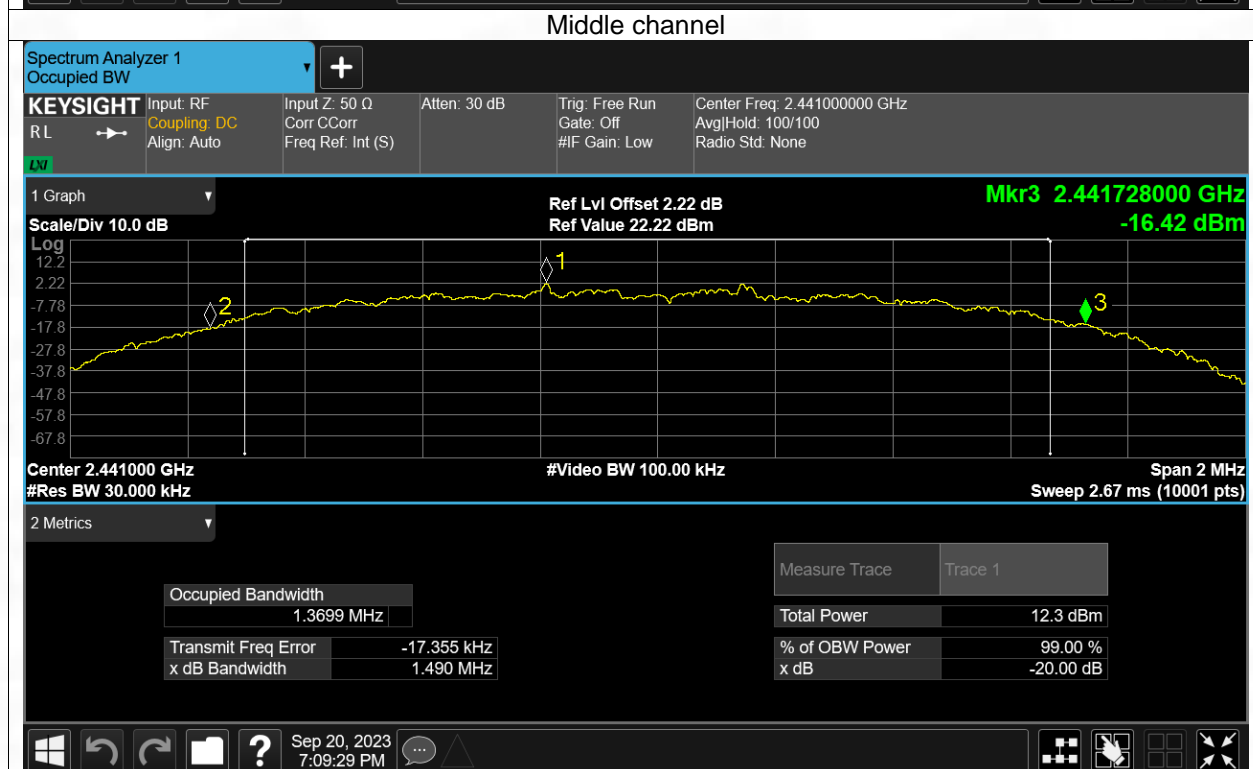 Middle channel
Spectrum Analyzer 1
Occupied BW
KEYSIGHT Input: RF Input Z: 50 Ω Atten: 30 dB Trig: Free Run Center Freq: 2.441000000 GHz
RL Coupling: DC Corr CCorr Gate: Off Avg|Hold: 100/100
Align: Auto Freq Ref: Int (S) #IF Gain: Low Radio Std: None
LXI
1 Graph Ref Lvl Offset 2.22 dB Mkr3 2.441728000 GHz
Scale/Div 10.0 dB Ref Value 22.22 dBm -16.42 dBm
Log
12.2
2.22
-7.78
-17.8
-27.8
-37.8
-47.8
-57.8
-67.8
1
2
3
Center 2.441000 GHz #Video BW 100.00 kHz Span 2 MHz
#Res BW 30.000 kHz Sweep 2.67 ms (10001 pts)
2 Metrics
Measure Trace Trace 1
Occupied Bandwidth
1.3699 MHz Total Power 12.3 dBm
Transmit Freq Error -17.355 kHz % of OBW Power 99.00 %
x dB Bandwidth 1.490 MHz x dB -20.00 dB
? Sep 20, 2023
7:09:29 PM